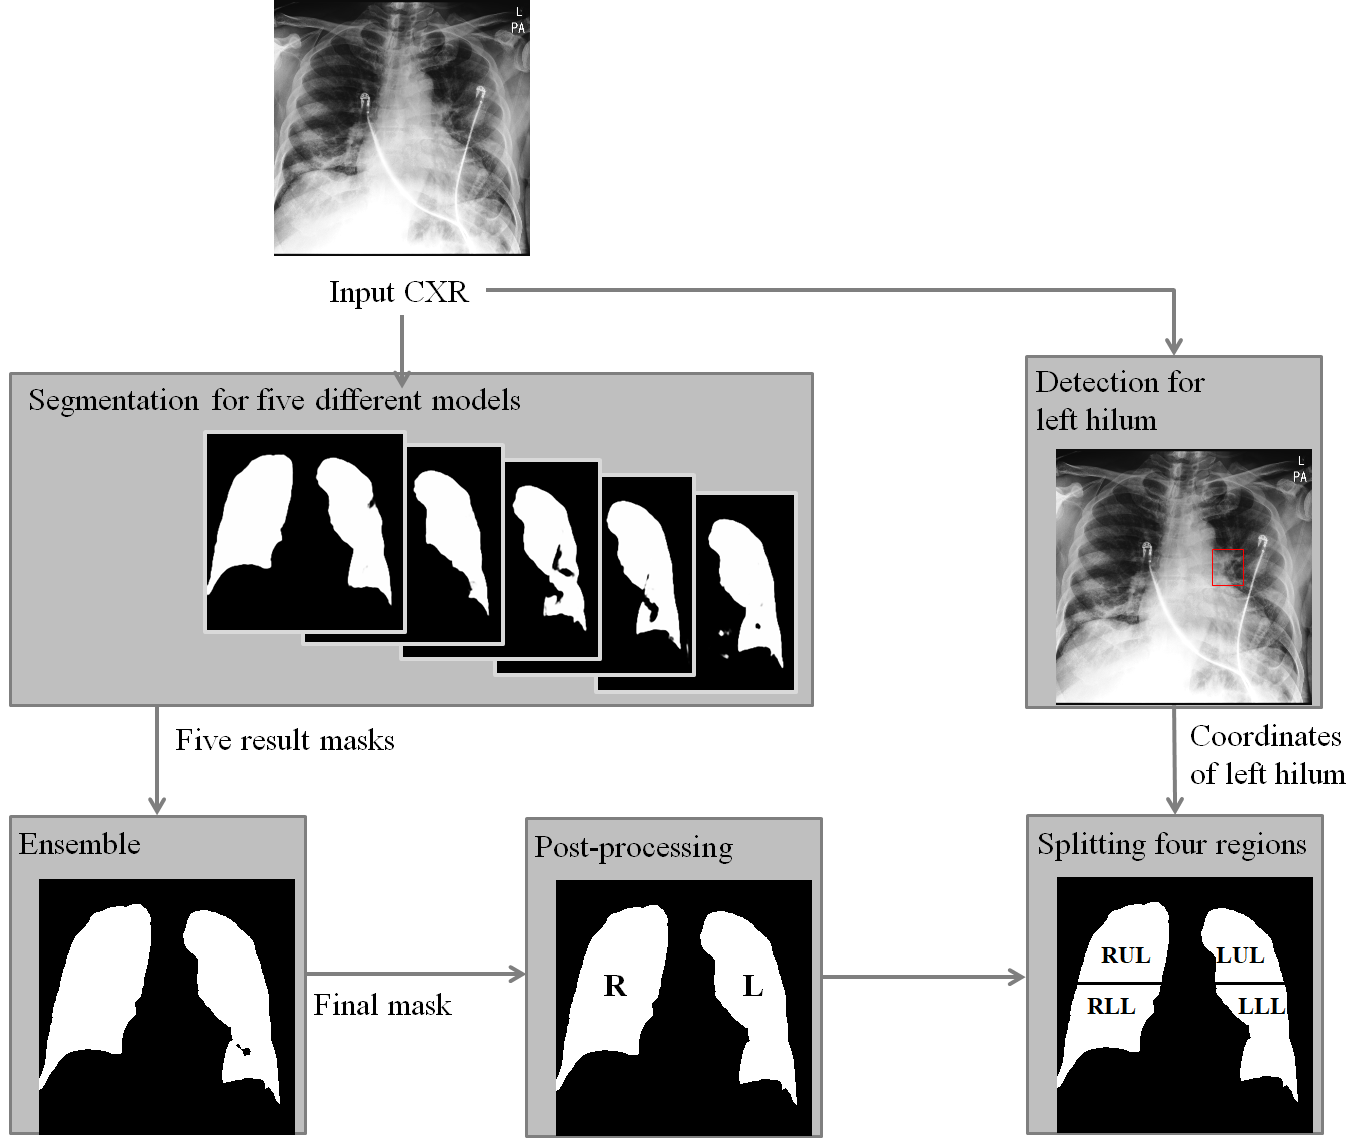 L
PA
Input CXR
Segmentation for five different models
Detection for
left hilum
L
PA
Five result masks
Coordinates
of left hilum
Ensemble
Final mask
Post-processing
R L
Splitting four regions
RUL LUL
RLL LLL